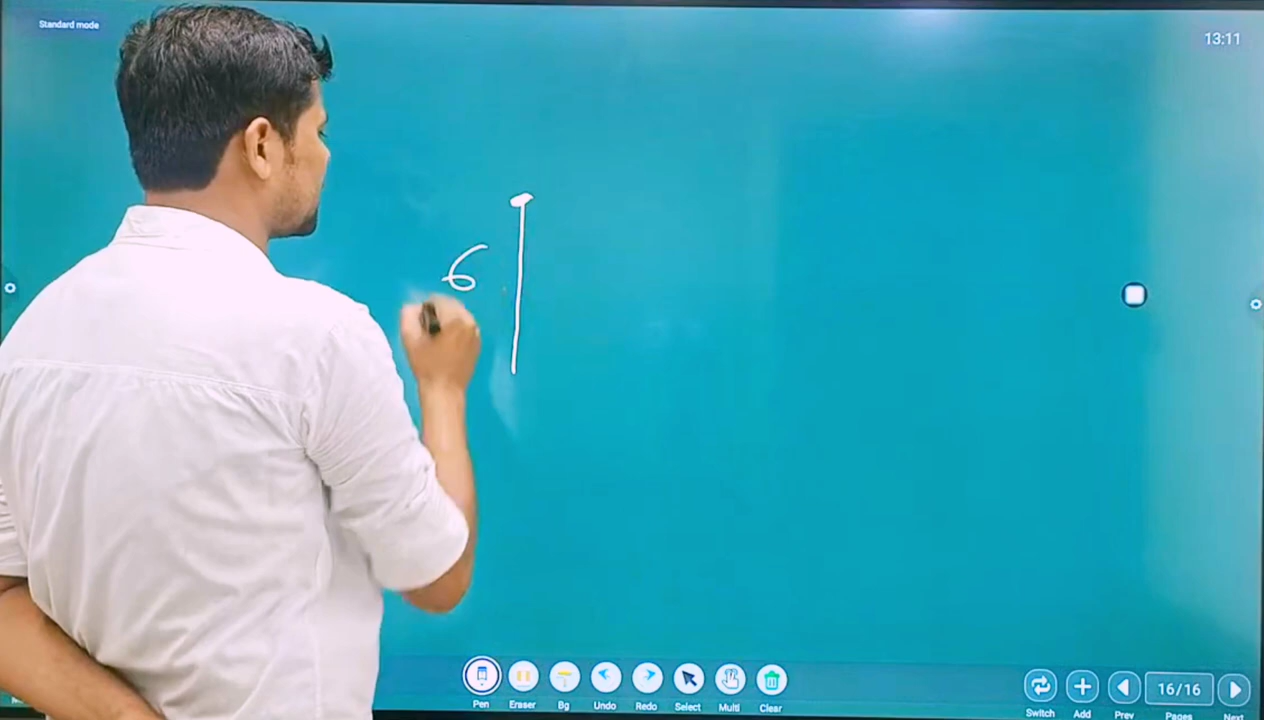 Standard mode
13:11
6
Pen
Eraser
Bg
Undo
Redo
Select
Multi
Clear
Switch
Add
Prev
16/16
Pages
Next